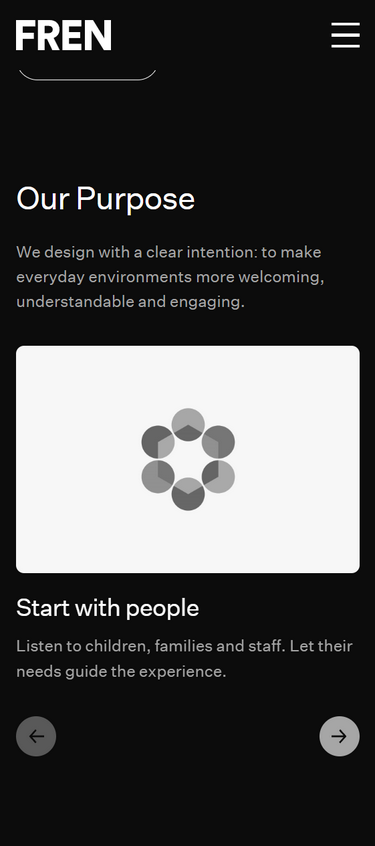 FREN
Our Purpose
We design with a clear intention: to make
everyday environments more welcoming,
understandable and engaging.
Start with people
Listen to children, families and staff. Let their
needs guide the experience.